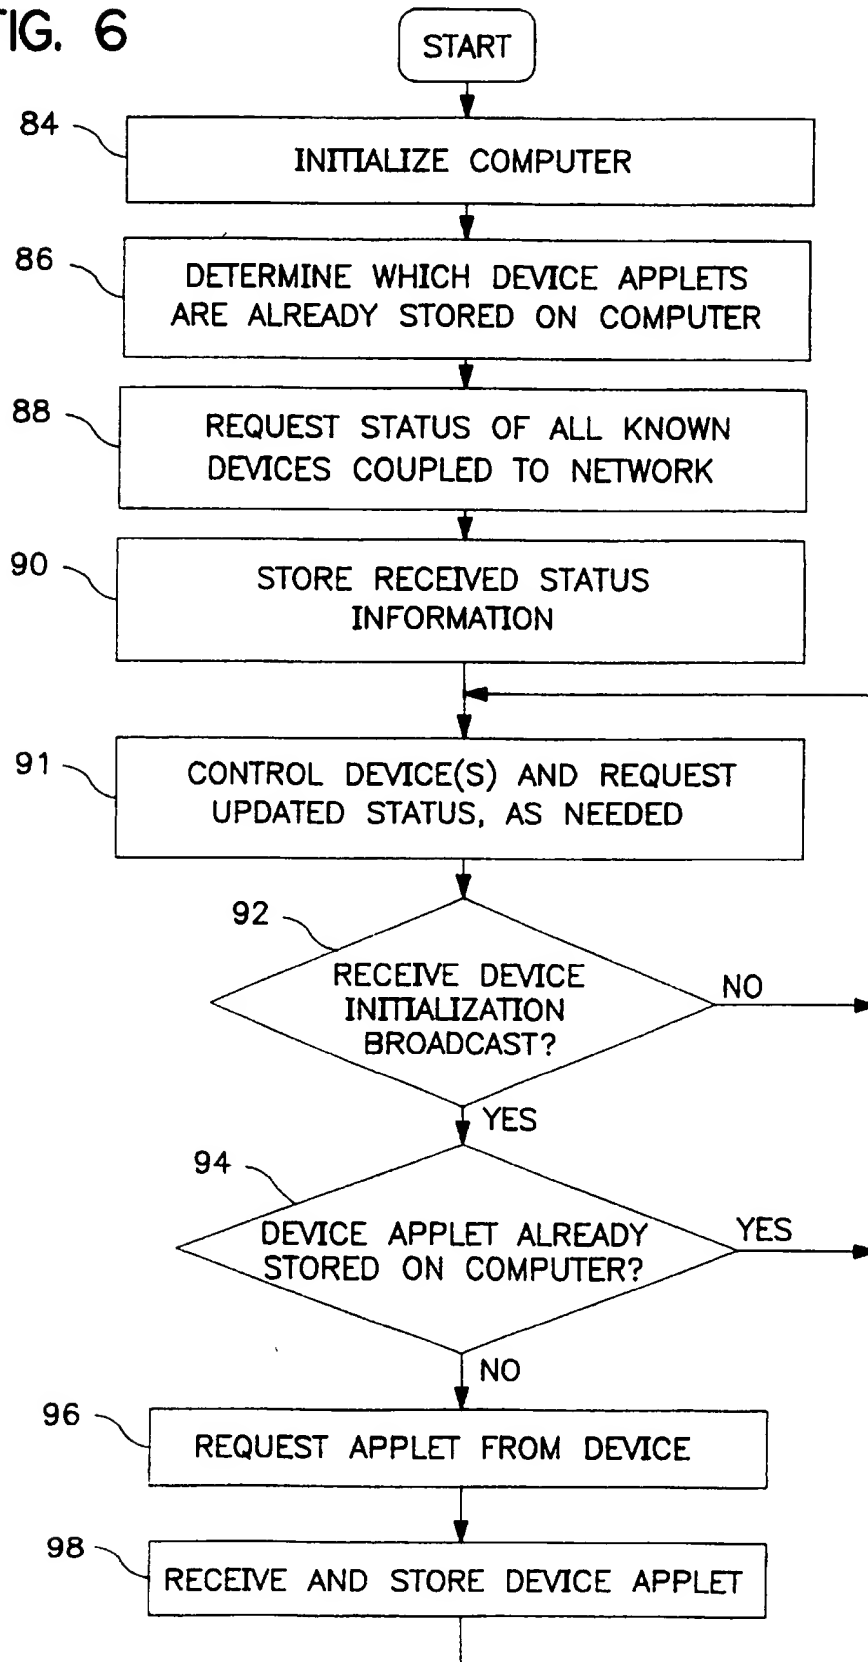 FIG. 6
START
84
INITIALIZE COMPUTER
86
DETERMINE WHICH DEVICE APPLETS
ARE ALREADY STORED ON COMPUTER
88
REQUEST STATUS OF ALL KNOWN
DEVICES COUPLED TO NETWORK
90
STORE RECEIVED STATUS
INFORMATION
91
CONTROL DEVICE(S) AND REQUEST
UPDATED STATUS, AS NEEDED
92
RECEIVE DEVICE
INITIALIZATION
BROADCAST?
NO
YES
94
DEVICE APPLET ALREADY
STORED ON COMPUTER?
YES
NO
96
REQUEST APPLET FROM DEVICE
98
RECEIVE AND STORE DEVICE APPLET